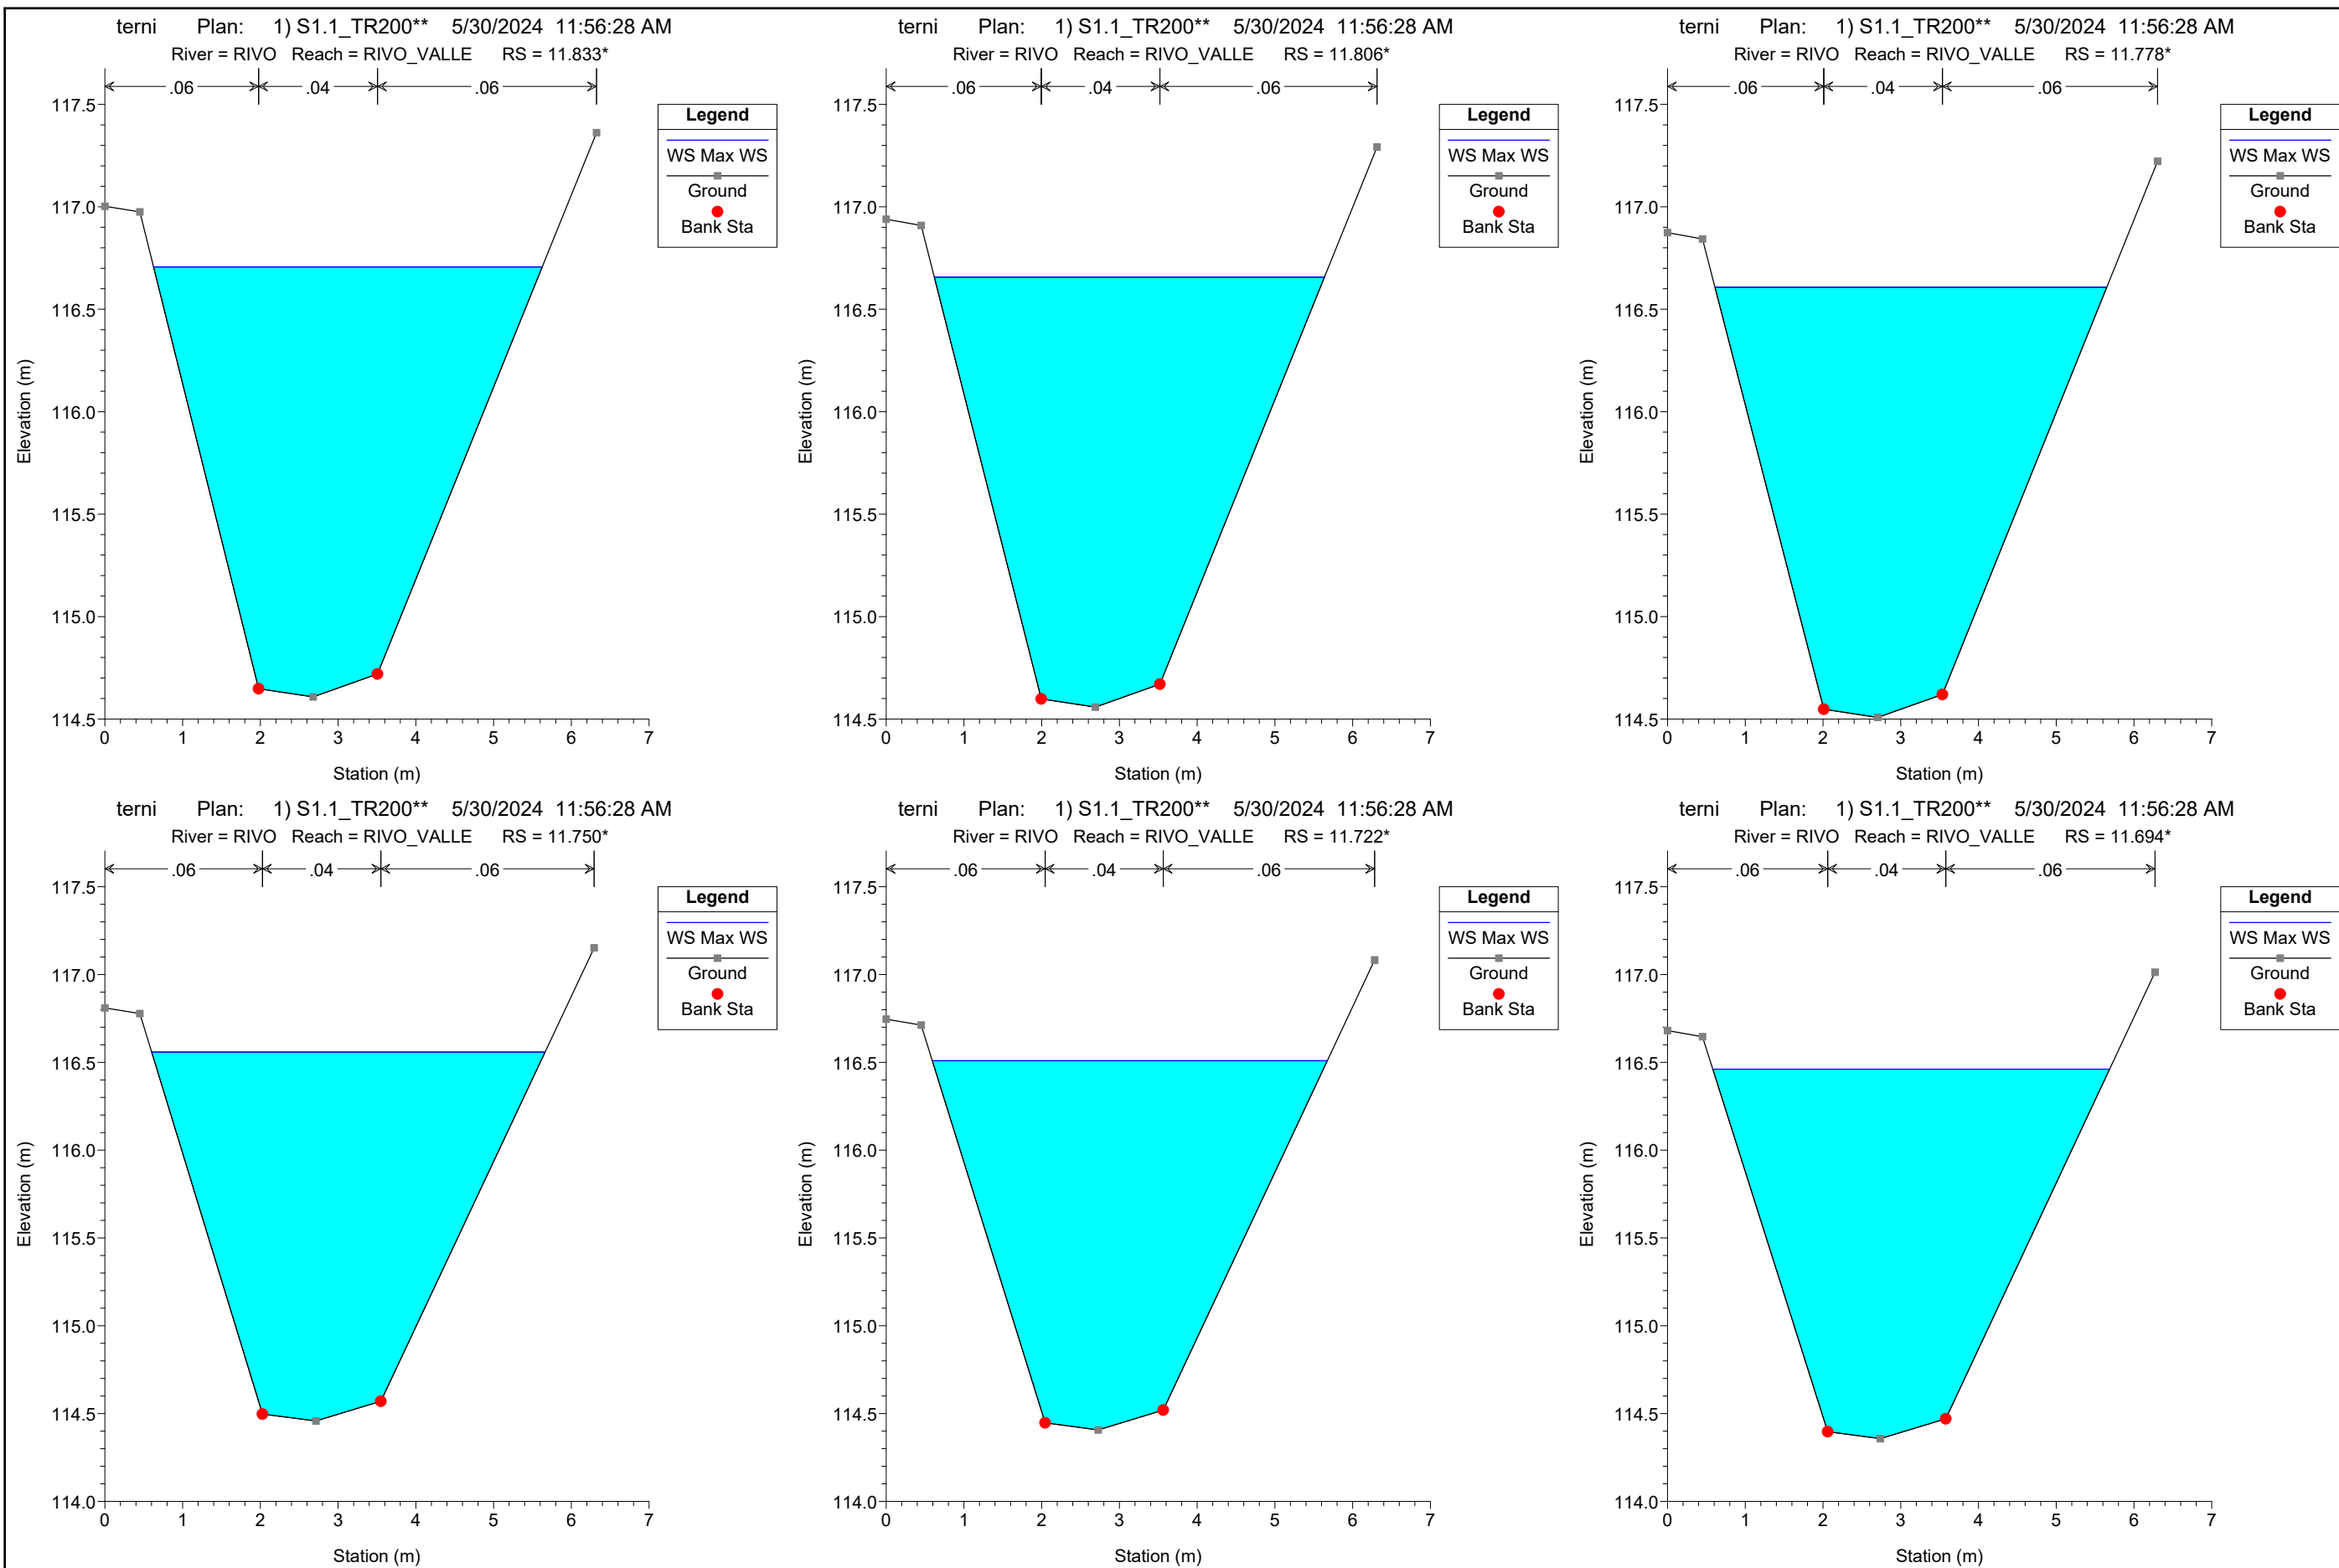 terni Plan: 1) S1.1_TR200** 5/30/2024 11:56:28 AM
River = RIVO Reach = RIVO_VALLE RS = 11.833*
.06 .04 .06
Legend
WS Max WS
Ground
Bank Sta
117.5
117.0
116.5
116.0
115.5
115.0
114.5
0 1 2 3 4 5 6 7
Elevation (m)
Station (m)
terni Plan: 1) S1.1_TR200** 5/30/2024 11:56:28 AM
River = RIVO Reach = RIVO_VALLE RS = 11.806*
.06 .04 .06
Legend
WS Max WS
Ground
Bank Sta
117.5
117.0
116.5
116.0
115.5
115.0
114.5
0 1 2 3 4 5 6 7
Elevation (m)
Station (m)
terni Plan: 1) S1.1_TR200** 5/30/2024 11:56:28 AM
River = RIVO Reach = RIVO_VALLE RS = 11.778*
.06 .04 .06
Legend
WS Max WS
Ground
Bank Sta
117.5
117.0
116.5
116.0
115.5
115.0
114.5
0 1 2 3 4 5 6 7
Elevation (m)
Station (m)
terni Plan: 1) S1.1_TR200** 5/30/2024 11:56:28 AM
River = RIVO Reach = RIVO_VALLE RS = 11.750*
.06 .04 .06
Legend
WS Max WS
Ground
Bank Sta
117.5
117.0
116.5
116.0
115.5
115.0
114.5
114.0
0 1 2 3 4 5 6 7
Elevation (m)
Station (m)
terni Plan: 1) S1.1_TR200** 5/30/2024 11:56:28 AM
River = RIVO Reach = RIVO_VALLE RS = 11.722*
.06 .04 .06
Legend
WS Max WS
Ground
Bank Sta
117.5
117.0
116.5
116.0
115.5
115.0
114.5
114.0
0 1 2 3 4 5 6 7
Elevation (m)
Station (m)
terni Plan: 1) S1.1_TR200** 5/30/2024 11:56:28 AM
River = RIVO Reach = RIVO_VALLE RS = 11.694*
.06 .04 .06
Legend
WS Max WS
Ground
Bank Sta
117.5
117.0
116.5
116.0
115.5
115.0
114.5
114.0
0 1 2 3 4 5 6 7
Elevation (m)
Station (m)